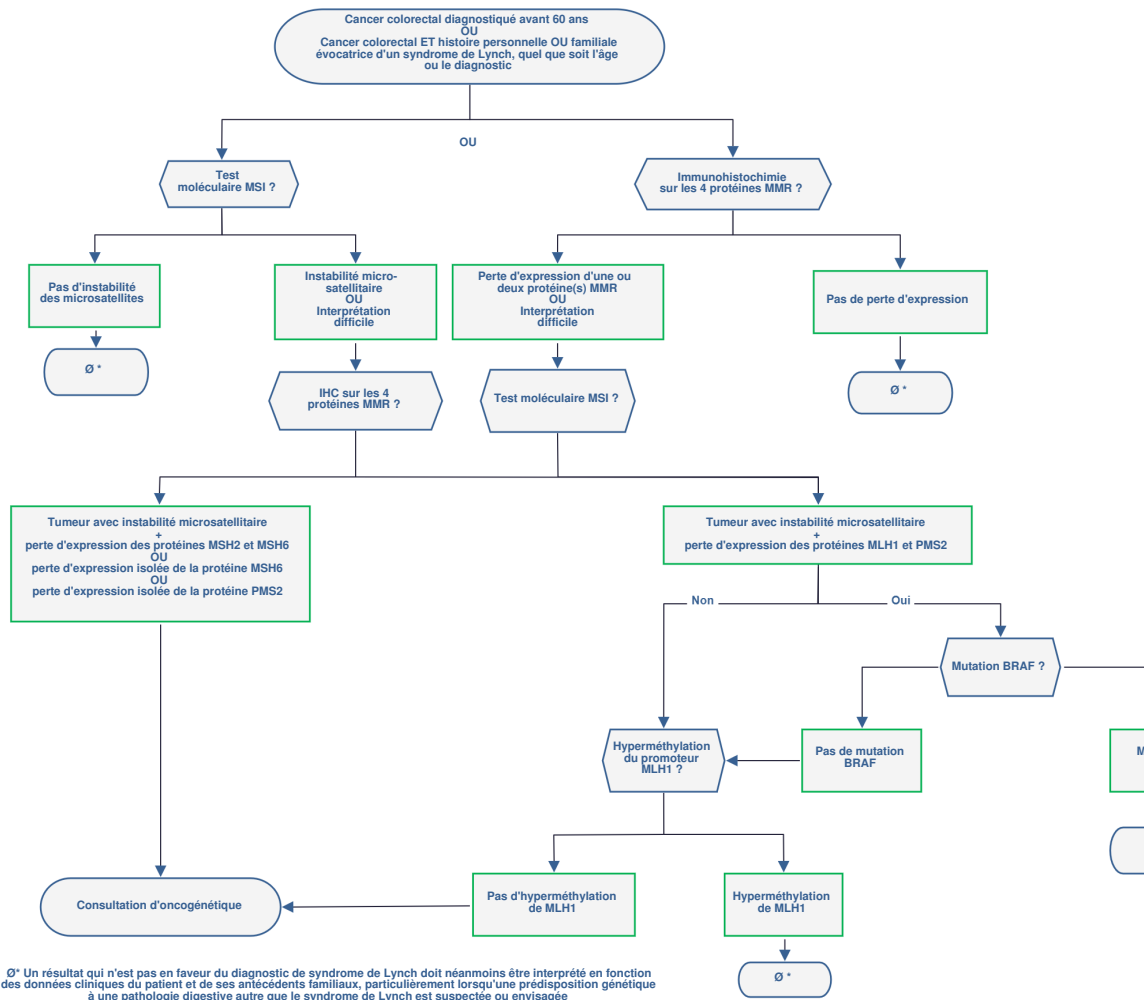 Cancer colorectal diagnostiqué avant 60 ans
OU
Cancer colorectal ET histoire personnelle OU familiale
évocatrice d'un syndrome de Lynch, quel que soit l'âge
ou le diagnostic
OU
Test
moléculaire MSI ?
Immunohistochimie
sur les 4 protéines MMR ?
Pas d'instabilité
des microsatellites
Instabilité micro-
satellitaire
OU
Interprétation
difficile
Perte d'expression d'une ou
deux protéine(s) MMR
OU
Interprétation
difficile
Pas de perte d'expression
Ø *
IHC sur les 4
protéines MMR ?
Test moléculaire MSI ?
Ø *
Tumeur avec instabilité microsatellitaire
+
perte d'expression des protéines MSH2 et MSH6
OU
perte d'expression isolée de la protéine MSH6
OU
perte d'expression isolée de la protéine PMS2
Tumeur avec instabilité microsatellitaire
+
perte d'expression des protéines MLH1 et PMS2
Non
Oui
Mutation BRAF ?
Hyperméthylation
du promoteur
MLH1 ?
Pas de mutation
BRAF
M
Consultation d'oncogénétique
Pas d'hyperméthylation
de MLH1
Hyperméthylation
de MLH1
Ø *
Ø* Un résultat qui n'est pas en faveur du diagnostic de syndrome de Lynch doit néanmoins être interprété en fonction
des données cliniques du patient et de ses antécédents familiaux, particulièrement lorsqu'une prédisposition génétique
à une pathologie digestive autre que le syndrome de Lynch est suspectée ou envisagée